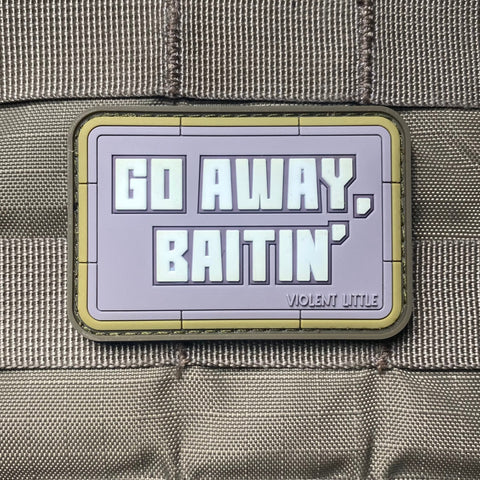 GO AWAY,
BAITIN'
VIOLENT LITTLE